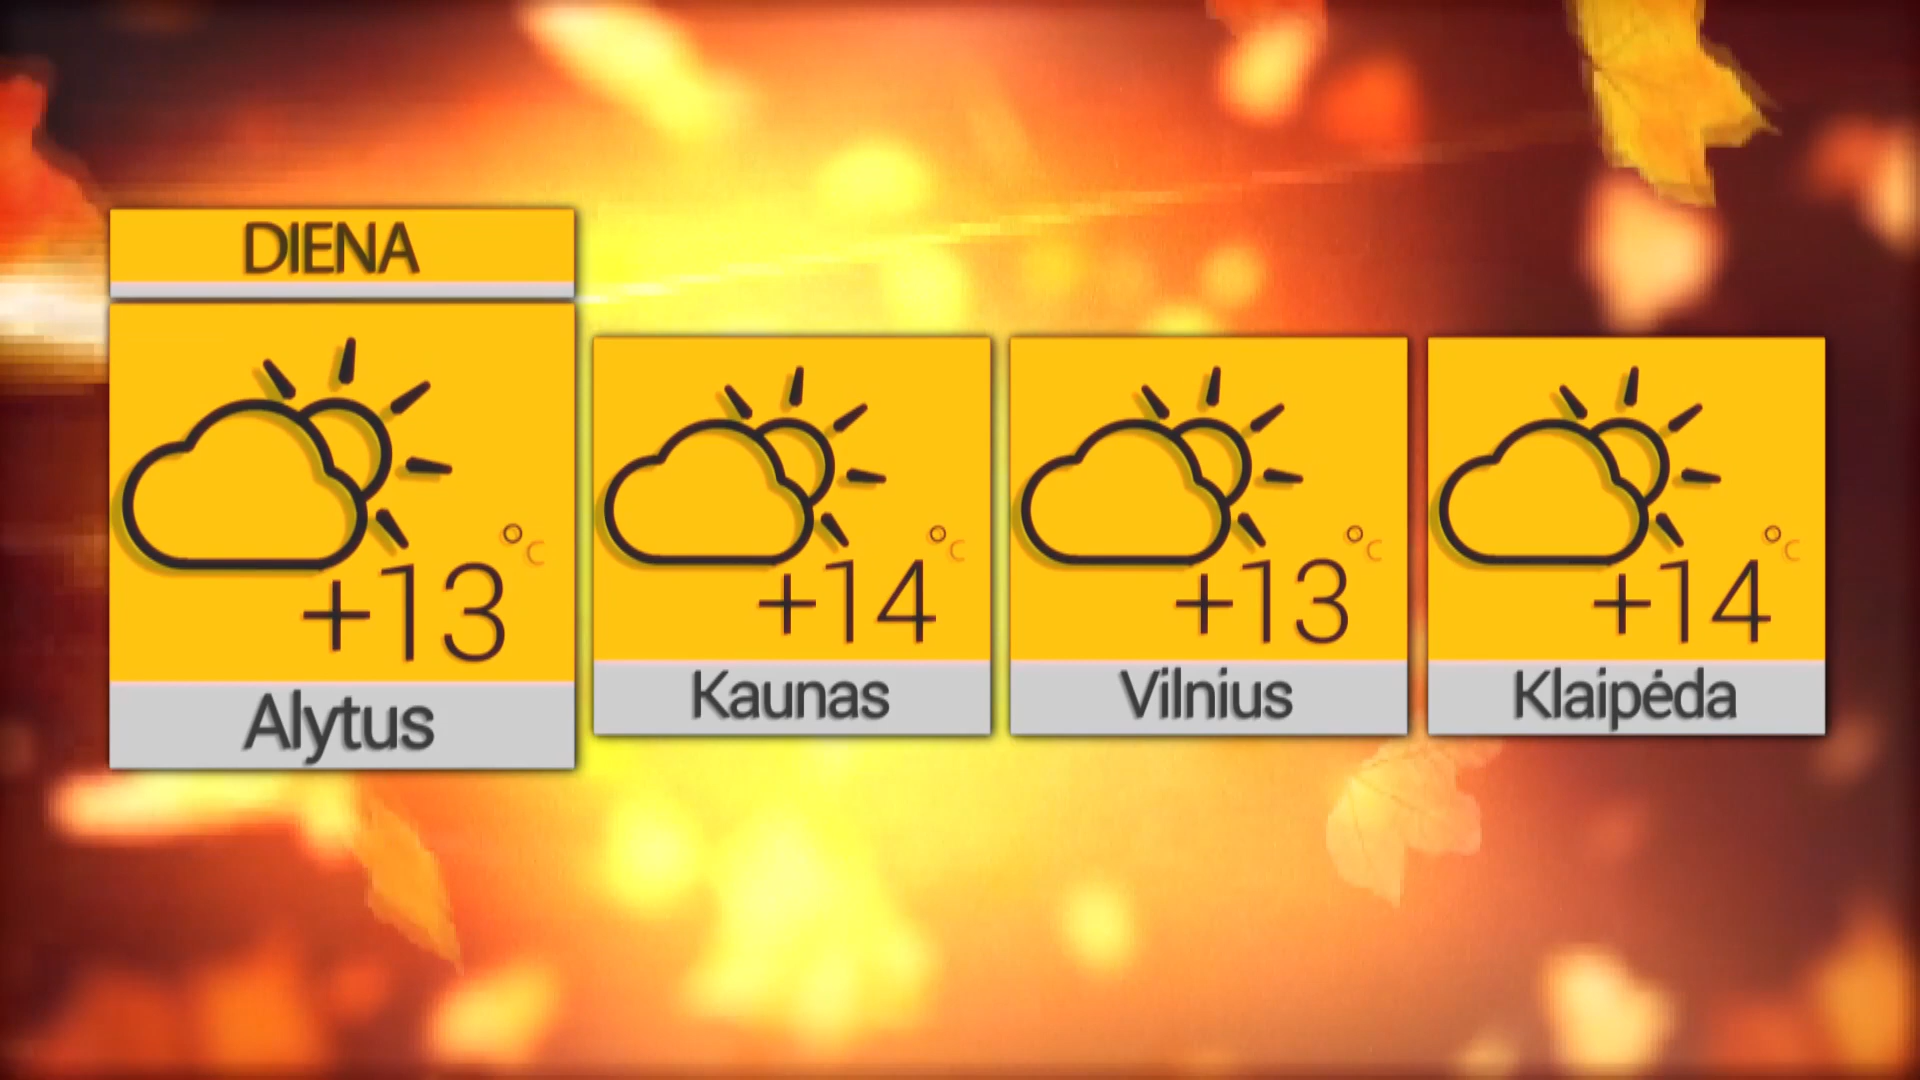 DIENA
+13 °C
Alytus
+14 °C
Kaunas
+13 °C
Vilnius
+14 °C
Klaipėda